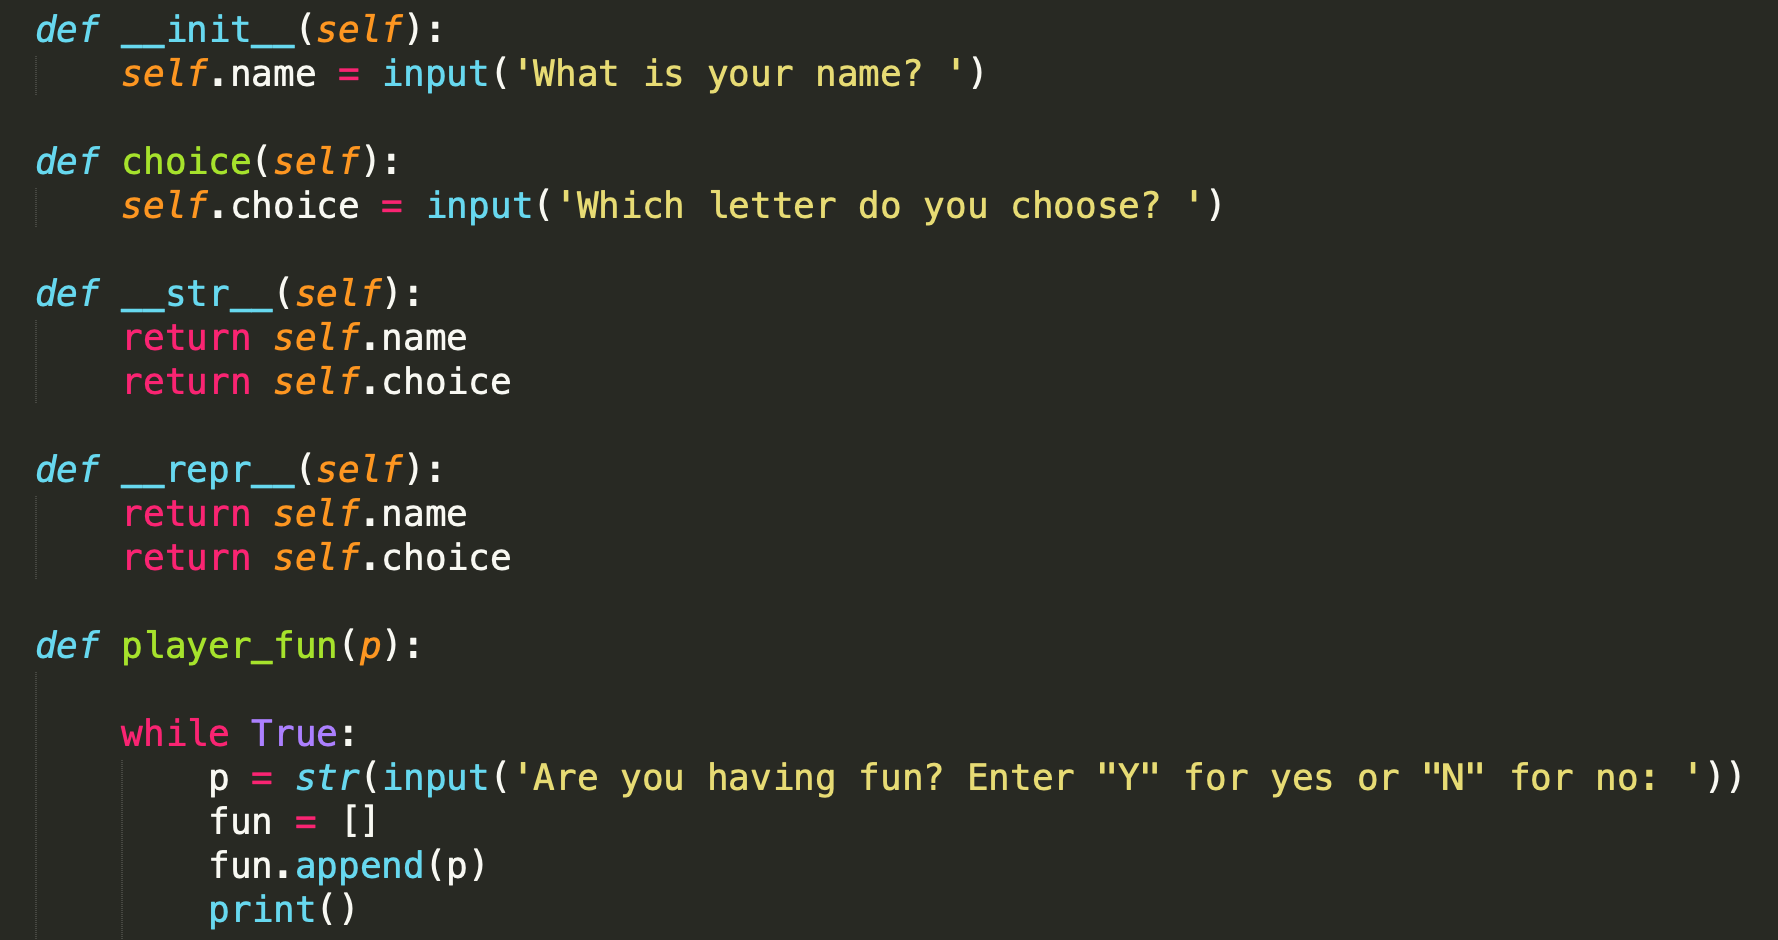 def __init__(self):
    self.name = input('What is your name? ')

def choice(self):
    self.choice = input('Which letter do you choose? ')

def __str__(self):
    return self.name
    return self.choice

def __repr__(self):
    return self.name
    return self.choice

def player_fun(p):

    while True:
        p = str(input('Are you having fun? Enter "Y" for yes or "N" for no: '))
        fun = []
        fun.append(p)
        print()